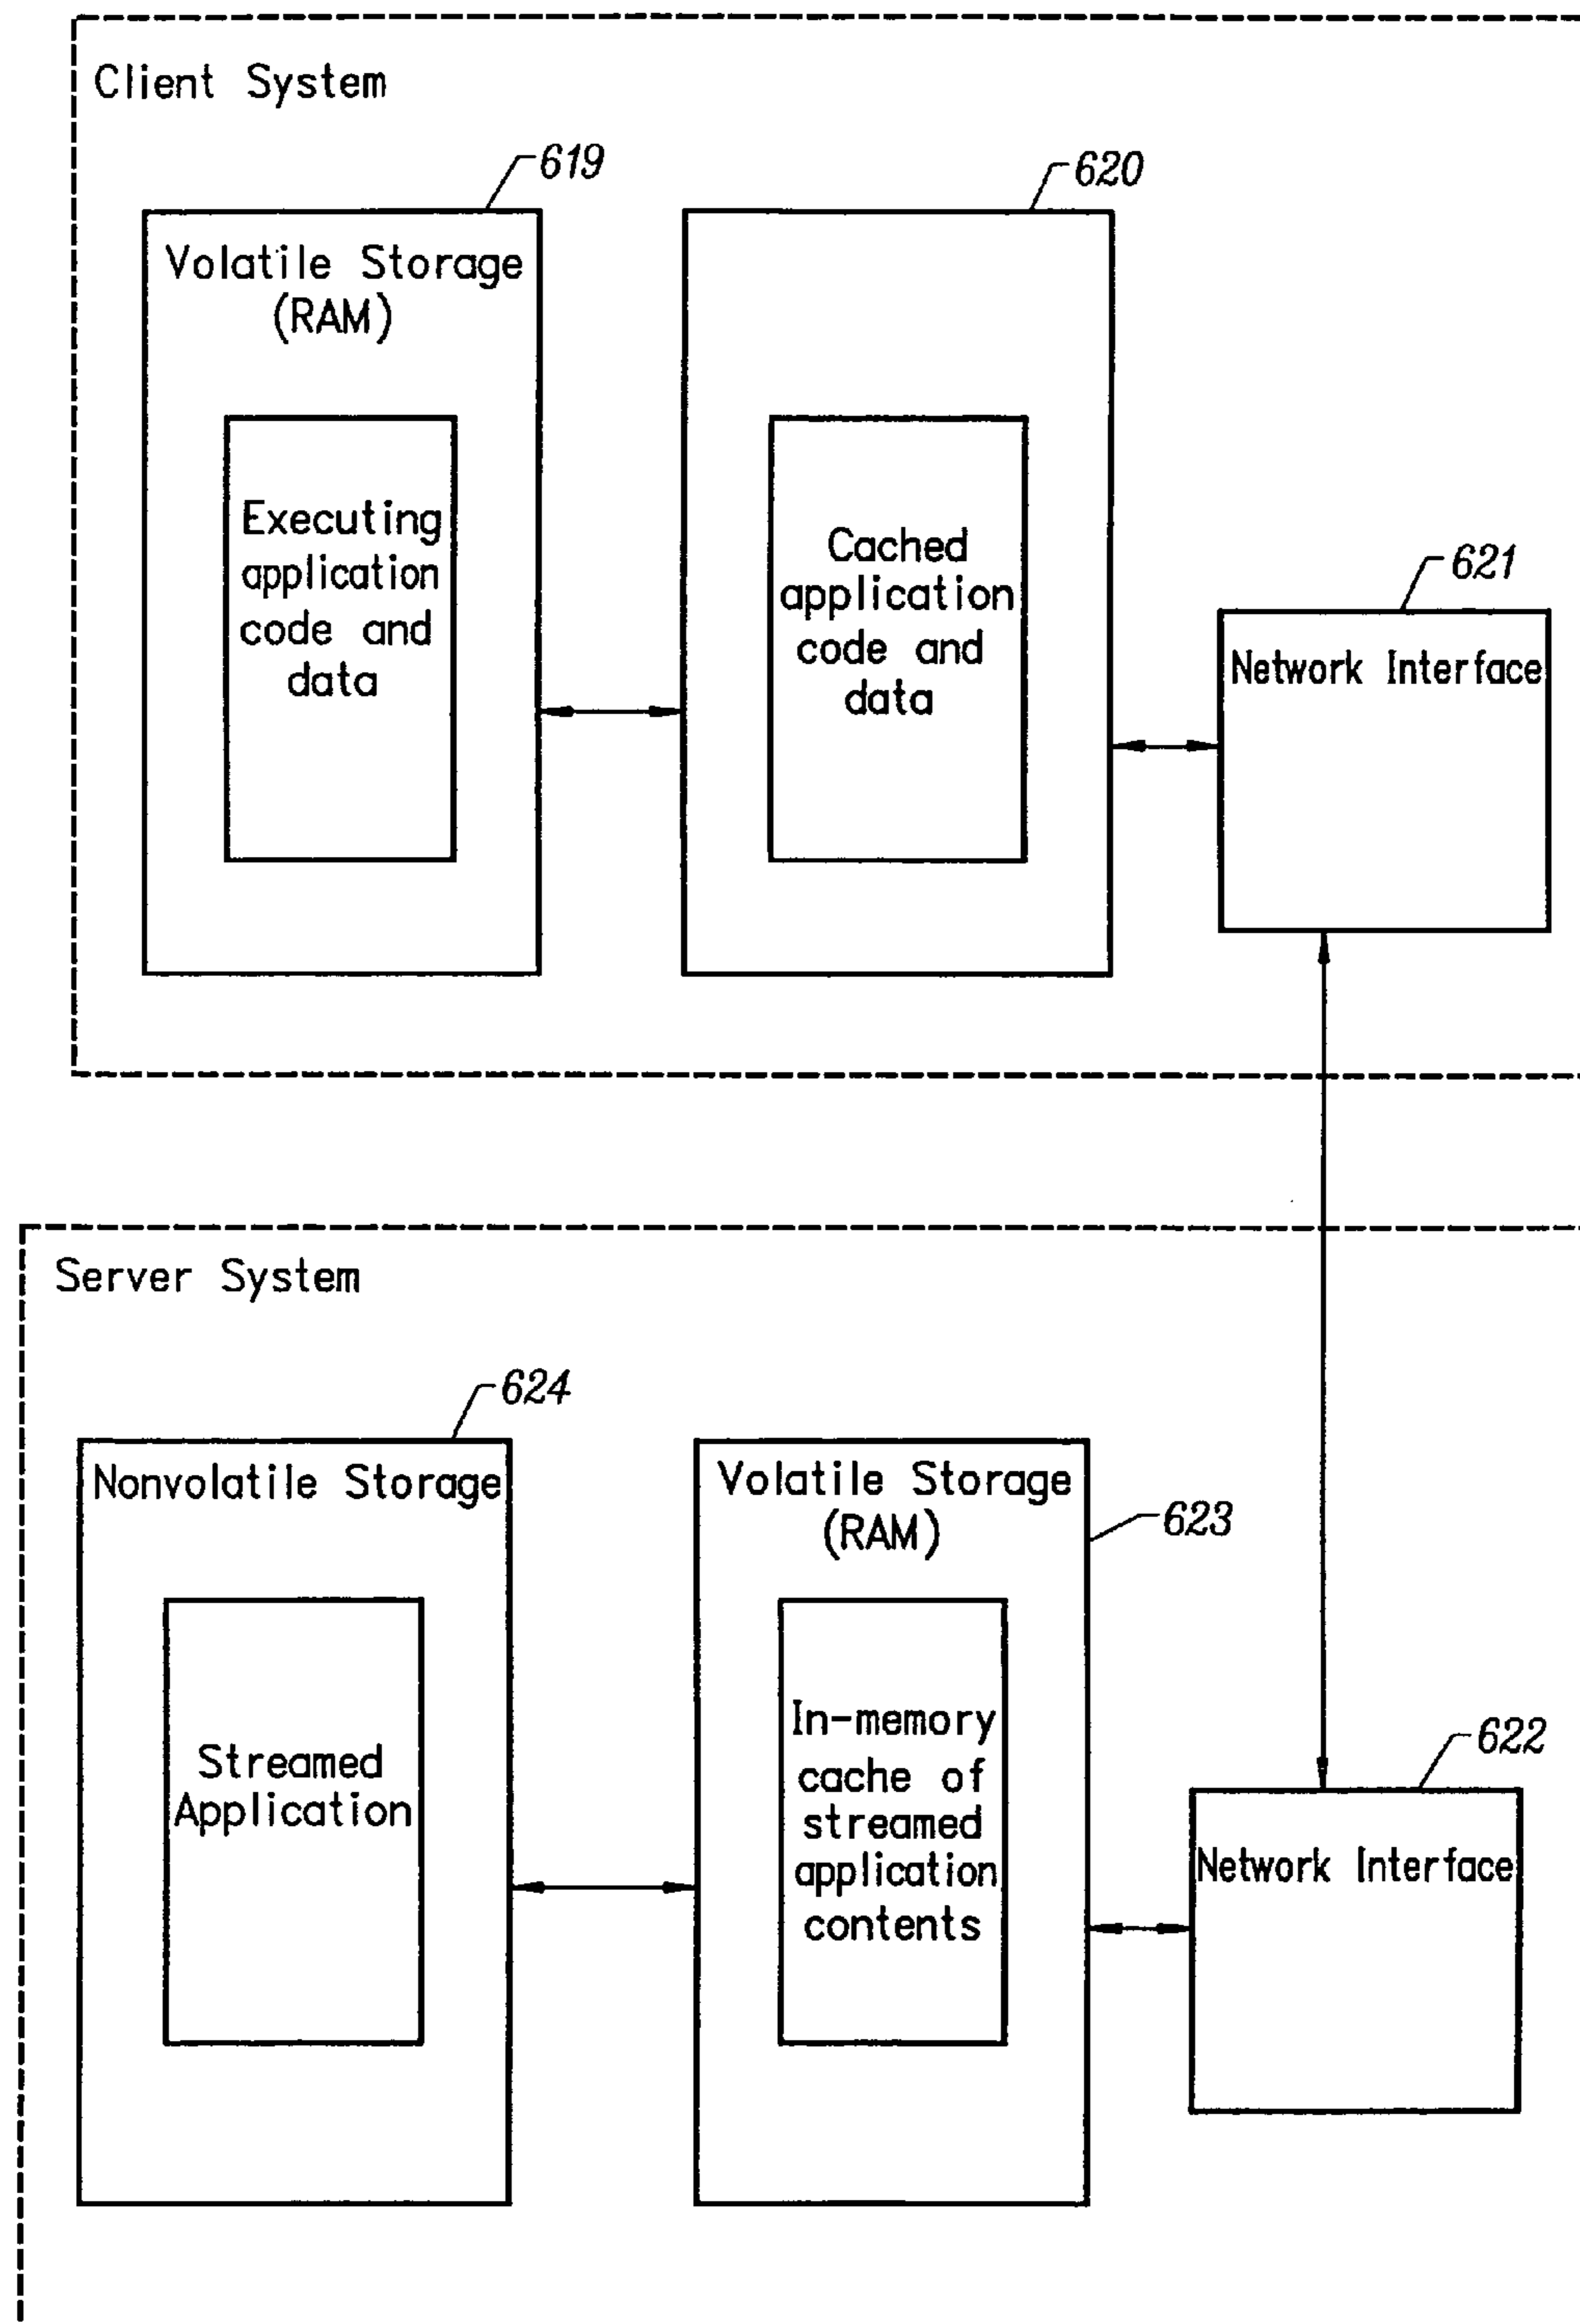 Client System
619
620
Volatile Storage
(RAM)
Executing
application
code and
data
Cached
application
code and
data
621
Network Interface
Server System
624
Nonvolatile Storage
Streamed
Application
Volatile Storage
(RAM)
623
In-memory
cache of
streamed
application
contents
622
Network Interface